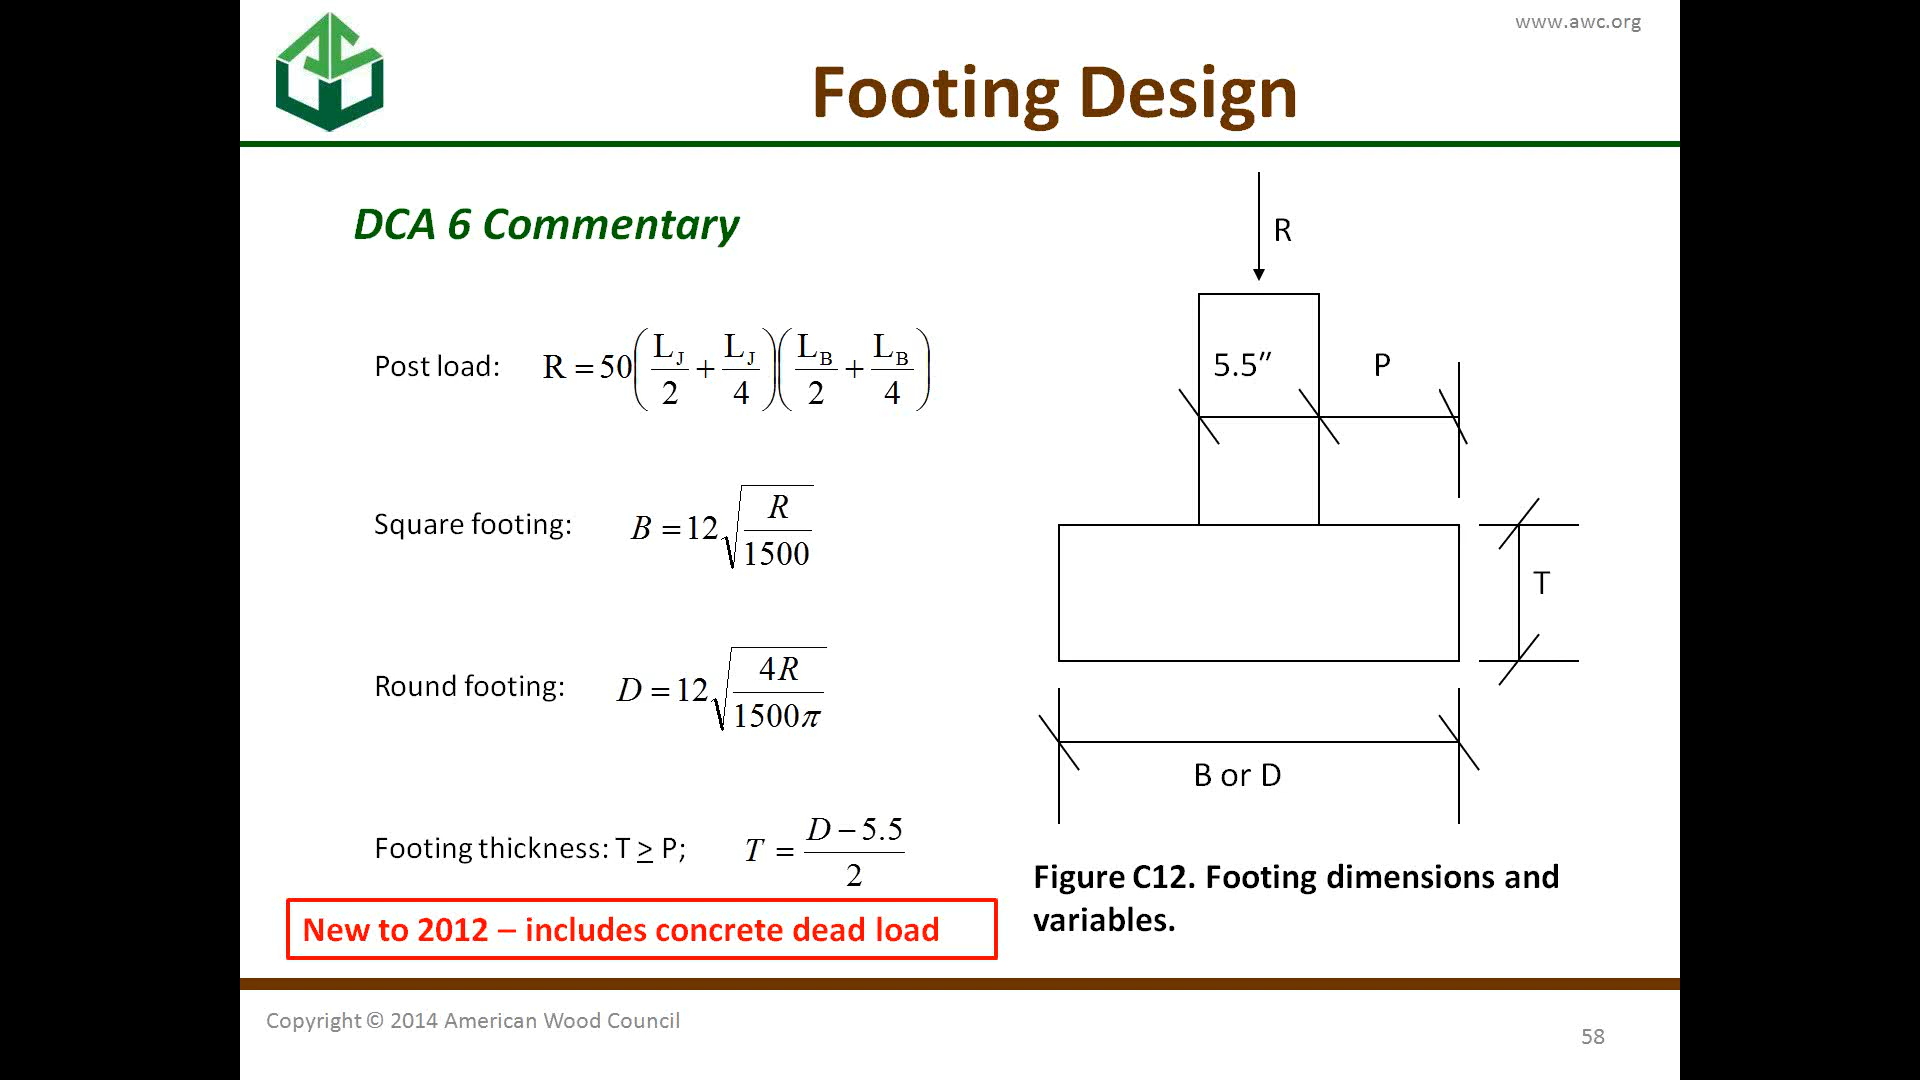 www.awc.org
Footing Design
DCA 6 Commentary
Post load: R = 50(L_J/2 + L_J/4)(L_B/2 + L_B/4)
Square footing: B = 12√(R/1500)
Round footing: D = 12√(4R/1500π)
Footing thickness: T ≥ P; T = (D − 5.5)/2
New to 2012 – includes concrete dead load
R
5.5″ P
T
B or D
Figure C12. Footing dimensions and
variables.
Copyright © 2014 American Wood Council
58